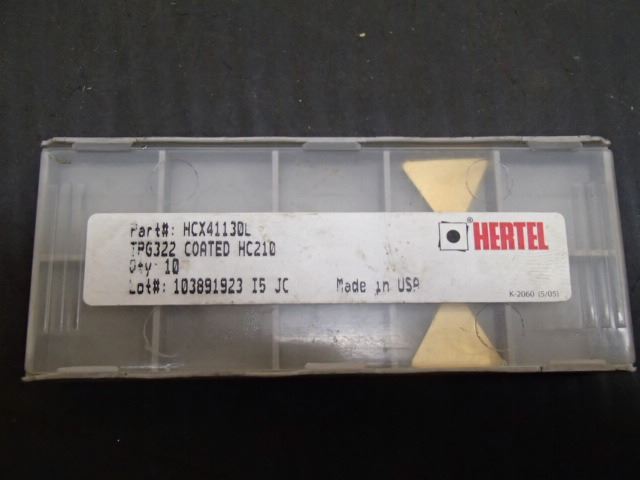 Part#: HCX41130L
TPG322 COATED HC210
Qty: 10
Lot#: 103891923 I5 JC Made in USA
HERTEL
K-2060 (5/05)